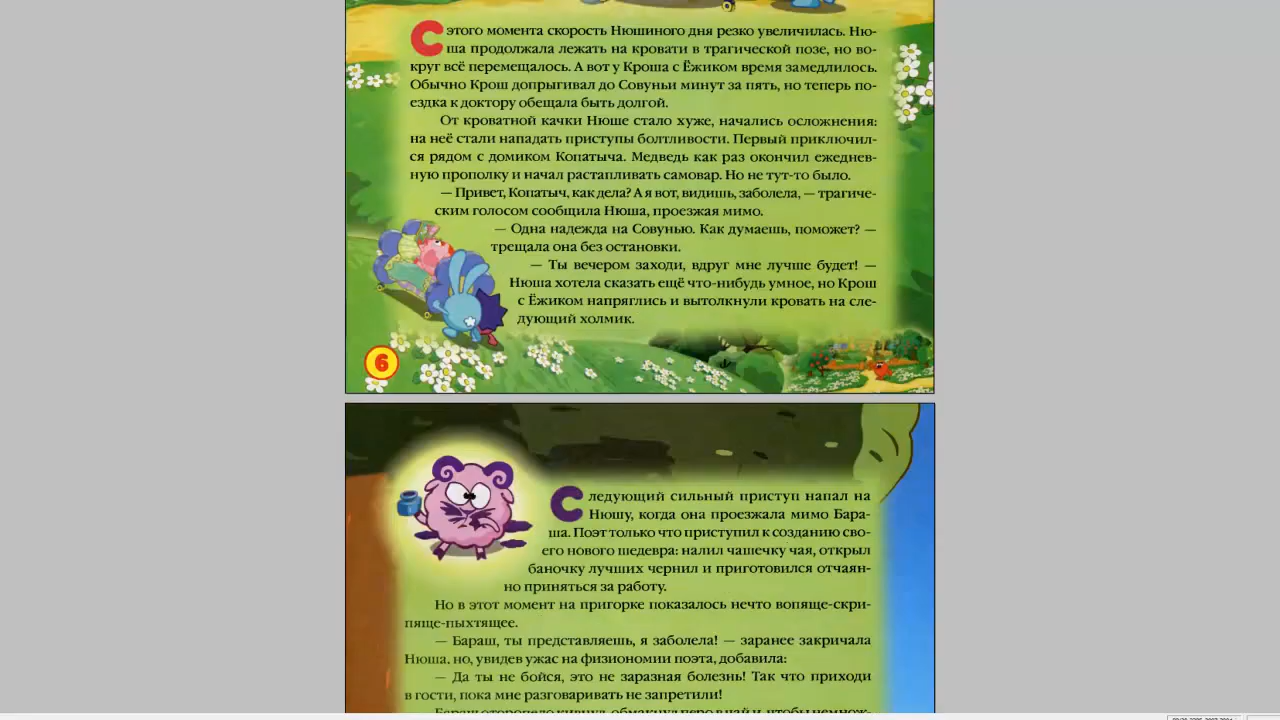 С этого момента скорость Нюшиного дня резко увеличилась. Ню-
ша продолжала лежать на кровати в трагической позе, но во-
круг всё перемещалось. А вот у Кроша с Ёжиком время замедлилось.
Обычно Крош допрыгивал до Совуньи минут за пять, но теперь по-
ездка к доктору обещала быть долгой.
От кроватной качки Нюше стало хуже, начались осложнения:
на неё стали нападать приступы болтливости. Первый приключил-
ся рядом с домиком Копатыча. Медведь как раз окончил ежеднев-
ную прополку и начал растапливать самовар. Но не тут-то было.
— Привет, Копатыч, как дела? А я вот, видишь, заболела, — трагиче-
ским голосом сообщила Нюша, проезжая мимо.
— Одна надежда на Совунью. Как думаешь, поможет? —
трещала она без остановки.
— Ты вечером заходи, вдруг мне лучше будет! —
Нюша хотела сказать ещё что-нибудь умное, но Крош
с Ёжиком напряглись и вытолкнули кровать на сле-
дующий холмик.
6
Следующий сильный приступ напал на
Нюшу, когда она проезжала мимо Бара-
ша. Поэт только что приступил к созданию сво-
его нового шедевра: налил чашечку чая, открыл
баночку лучших чернил и приготовился отчаян-
но приняться за работу.
Но в этот момент на пригорке показалось нечто вопяще-скри-
пяще-пыхтящее.
— Бараш, ты представляешь, я заболела! — заранее закричала
Нюша, но, увидев ужас на физиономии поэта, добавила:
— Да ты не бойся, это не заразная болезнь! Так что приходи
в гости, пока мне разговаривать не запретили!
Бараш оторопело кивнул, обмакнул перо в чай и, чтобы немнож-